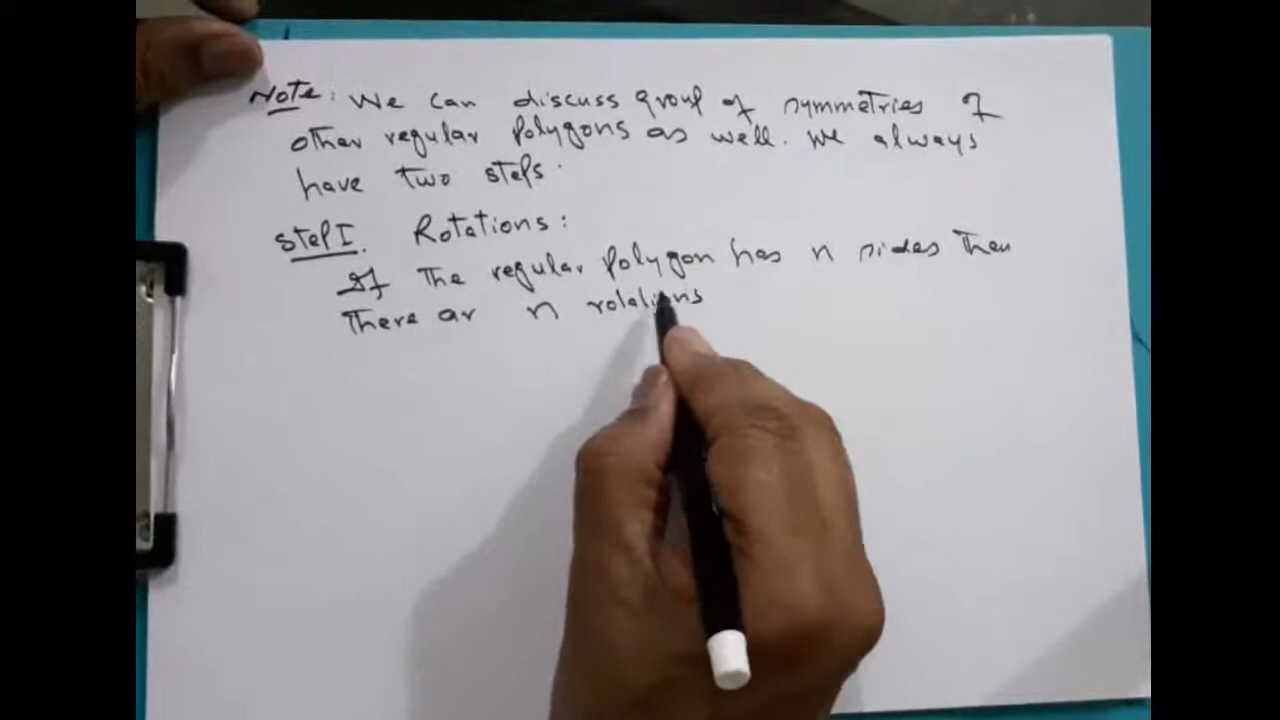 Note: We can discuss group of symmetries of
other regular polygons as well. We always
have two steps.
Step I. Rotations:
If the regular polygon has n sides then
there ar n rotations